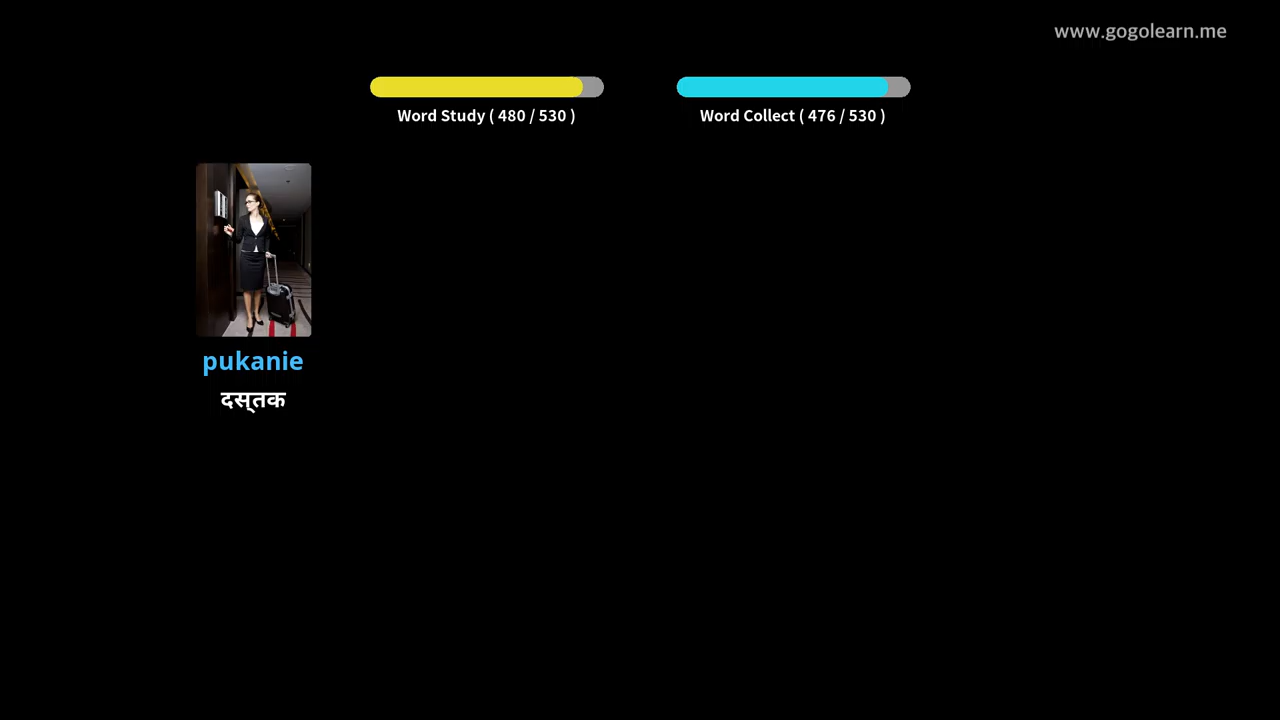 www.gogolearn.me
Word Study ( 480 / 530 )
Word Collect ( 476 / 530 )
pukanie
दस्तक